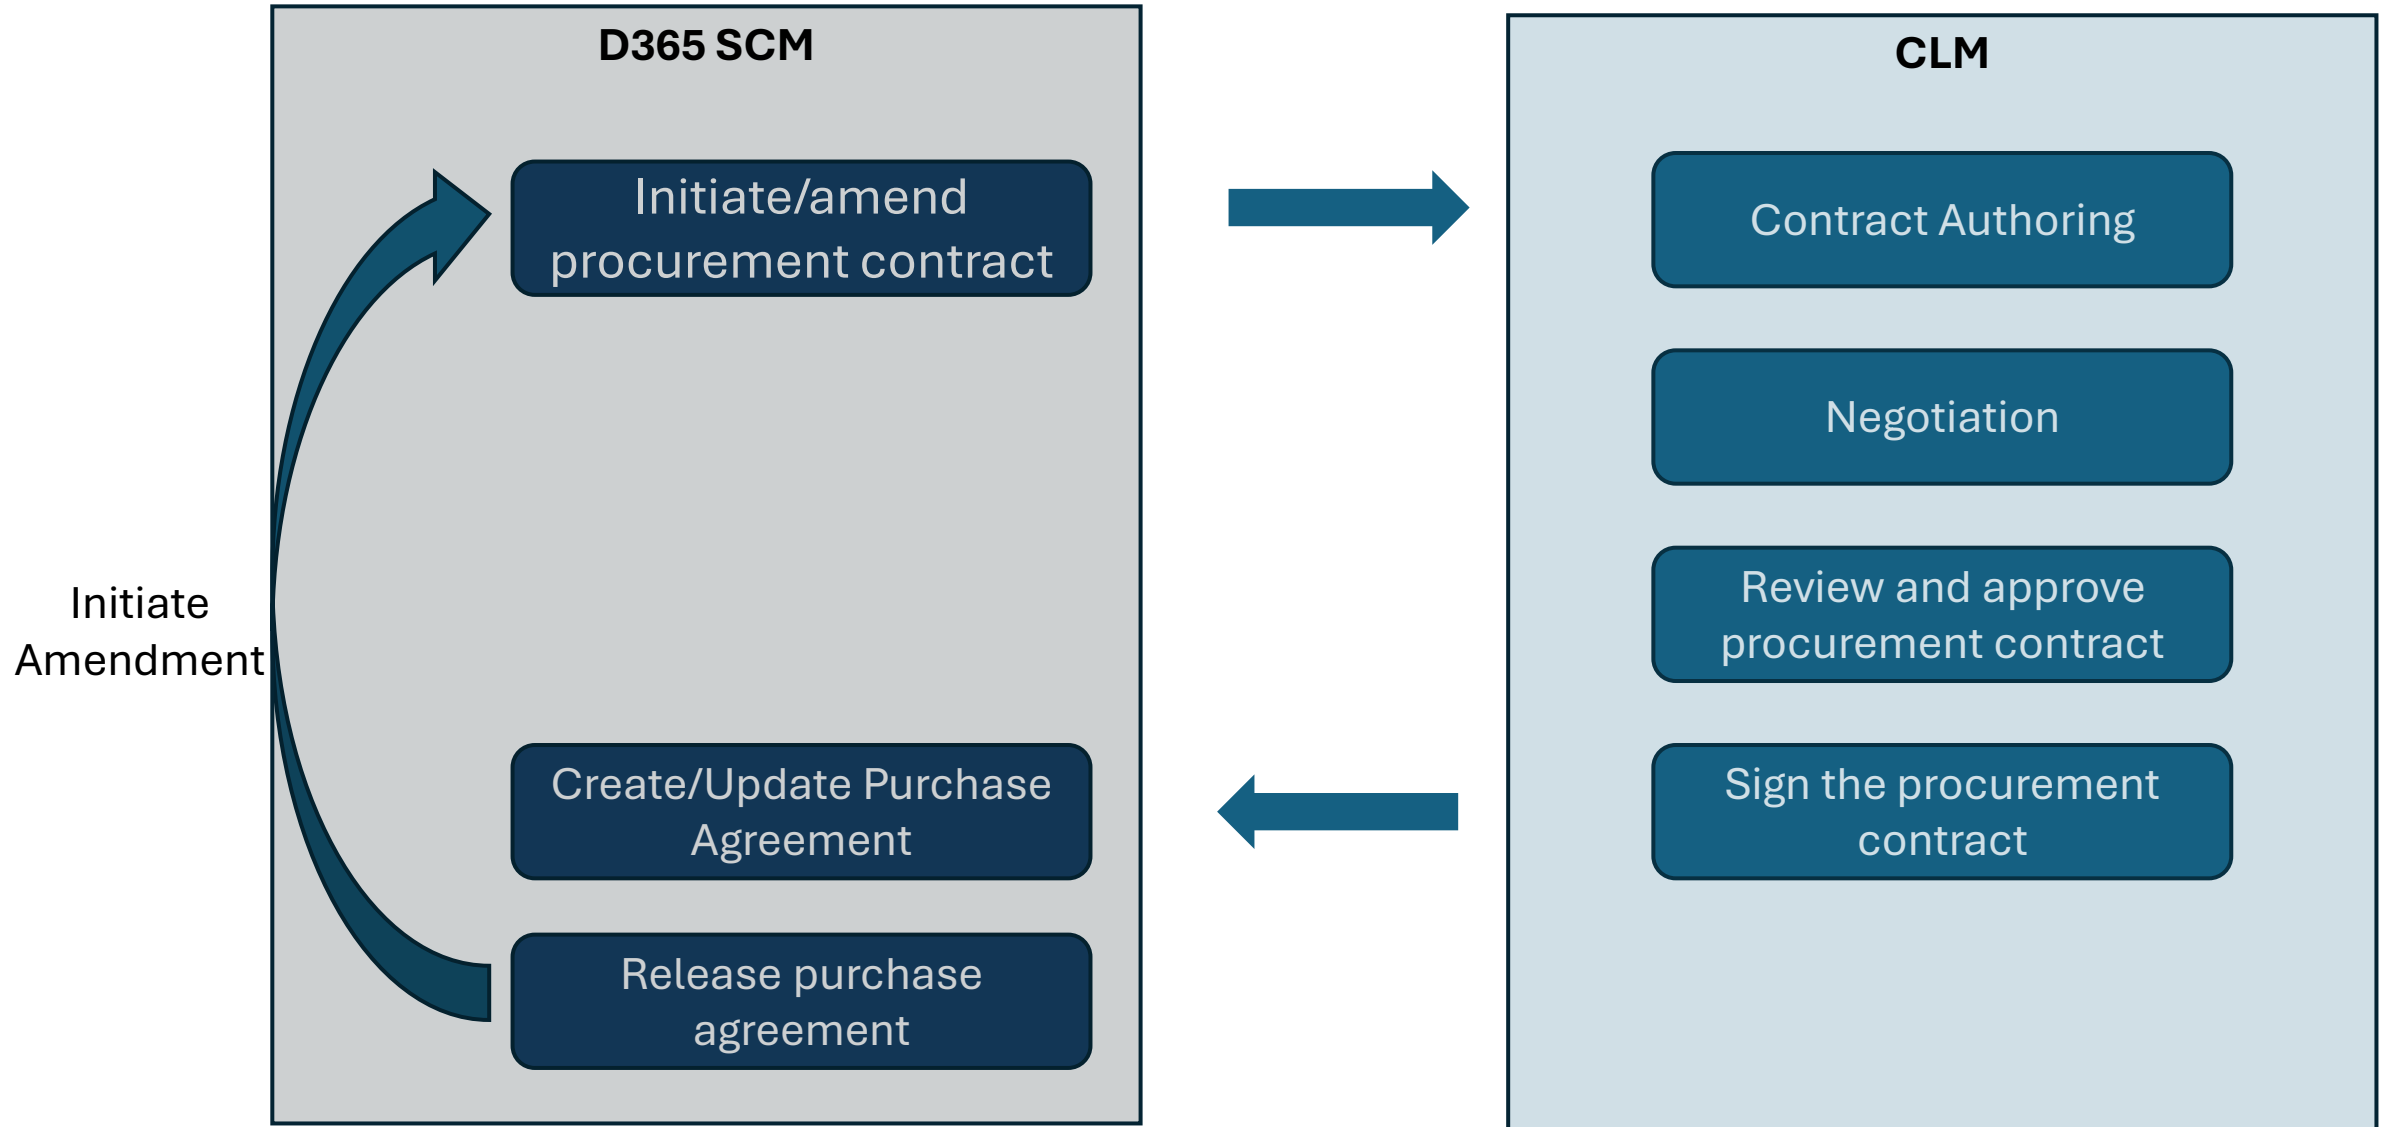 D365 SCM
Initiate/amend
procurement contract
Initiate
Amendment
Create/Update Purchase
Agreement
Release purchase
agreement
CLM
Contract Authoring
Negotiation
Review and approve
procurement contract
Sign the procurement
contract